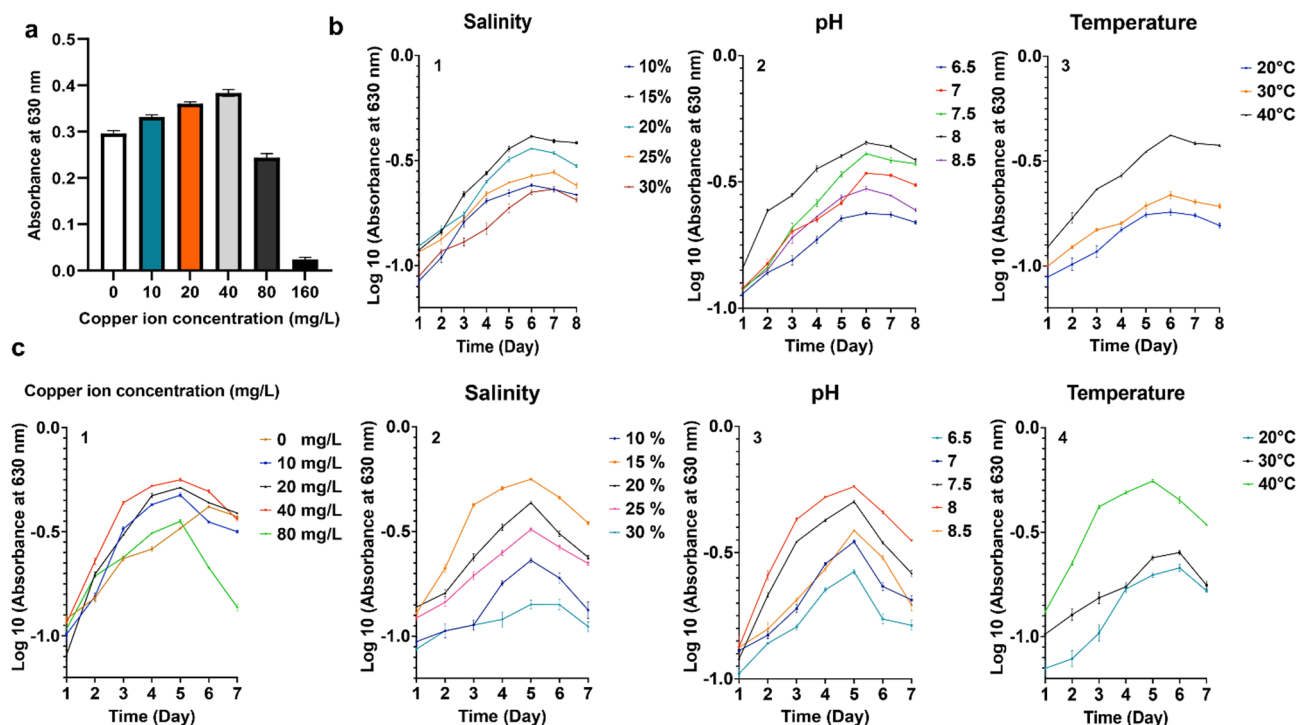 a
0.5
0.4
0.3
0.2
0.1
0.0
Absorbance at 630 nm
0 10 20 40 80 160
Copper ion concentration (mg/L)
b
Salinity
1
0.0
-0.5
-1.0
Log 10 (Absorbance at 630 nm)
1 2 3 4 5 6 7 8
Time (Day)
10%
15%
20%
25%
30%
pH
2
-0.0
-0.5
-1.0
Log 10 (Absorbance at 630 nm)
1 2 3 4 5 6 7 8
Time (Day)
6.5
7
7.5
8
8.5
Temperature
3
0.0
-0.5
-1.0
Log 10 (Absorbance at 630 nm)
1 2 3 4 5 6 7 8
Time (Day)
20°C
30°C
40°C
c
Copper ion concentration (mg/L)
1
0.0
-0.5
-1.0
Log 10 (Absorbance at 630 nm)
1 2 3 4 5 6 7
Time (Day)
0 mg/L
10 mg/L
20 mg/L
40 mg/L
80 mg/L
Salinity
2
0.0
-0.5
-1.0
Log 10 (Absorbance at 630 nm)
1 2 3 4 5 6 7
Time (Day)
10 %
15 %
20 %
25 %
30 %
pH
3
-0.0
-0.5
-1.0
Log 10 (Absorbance at 630 nm)
1 2 3 4 5 6 7
Time (Day)
6.5
7
7.5
8
8.5
Temperature
4
0.0
-0.5
-1.0
Log 10 (Absorbance at 630 nm)
1 2 3 4 5 6 7
Time (Day)
20°C
30°C
40°C